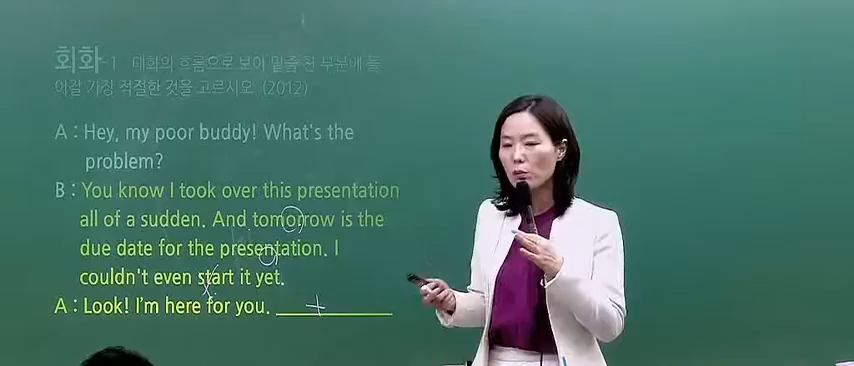 회화-1 대화의 흐름으로 보아 밑줄 친 부분에 들
어갈 가장 적절한 것을 고르시오. (2012)
A : Hey, my poor buddy! What's the
problem?
B : You know I took over this presentation
all of a sudden. And tomorrow is the
due date for the presentation. I
couldn't even start it yet.
A : Look! I'm here for you. __________